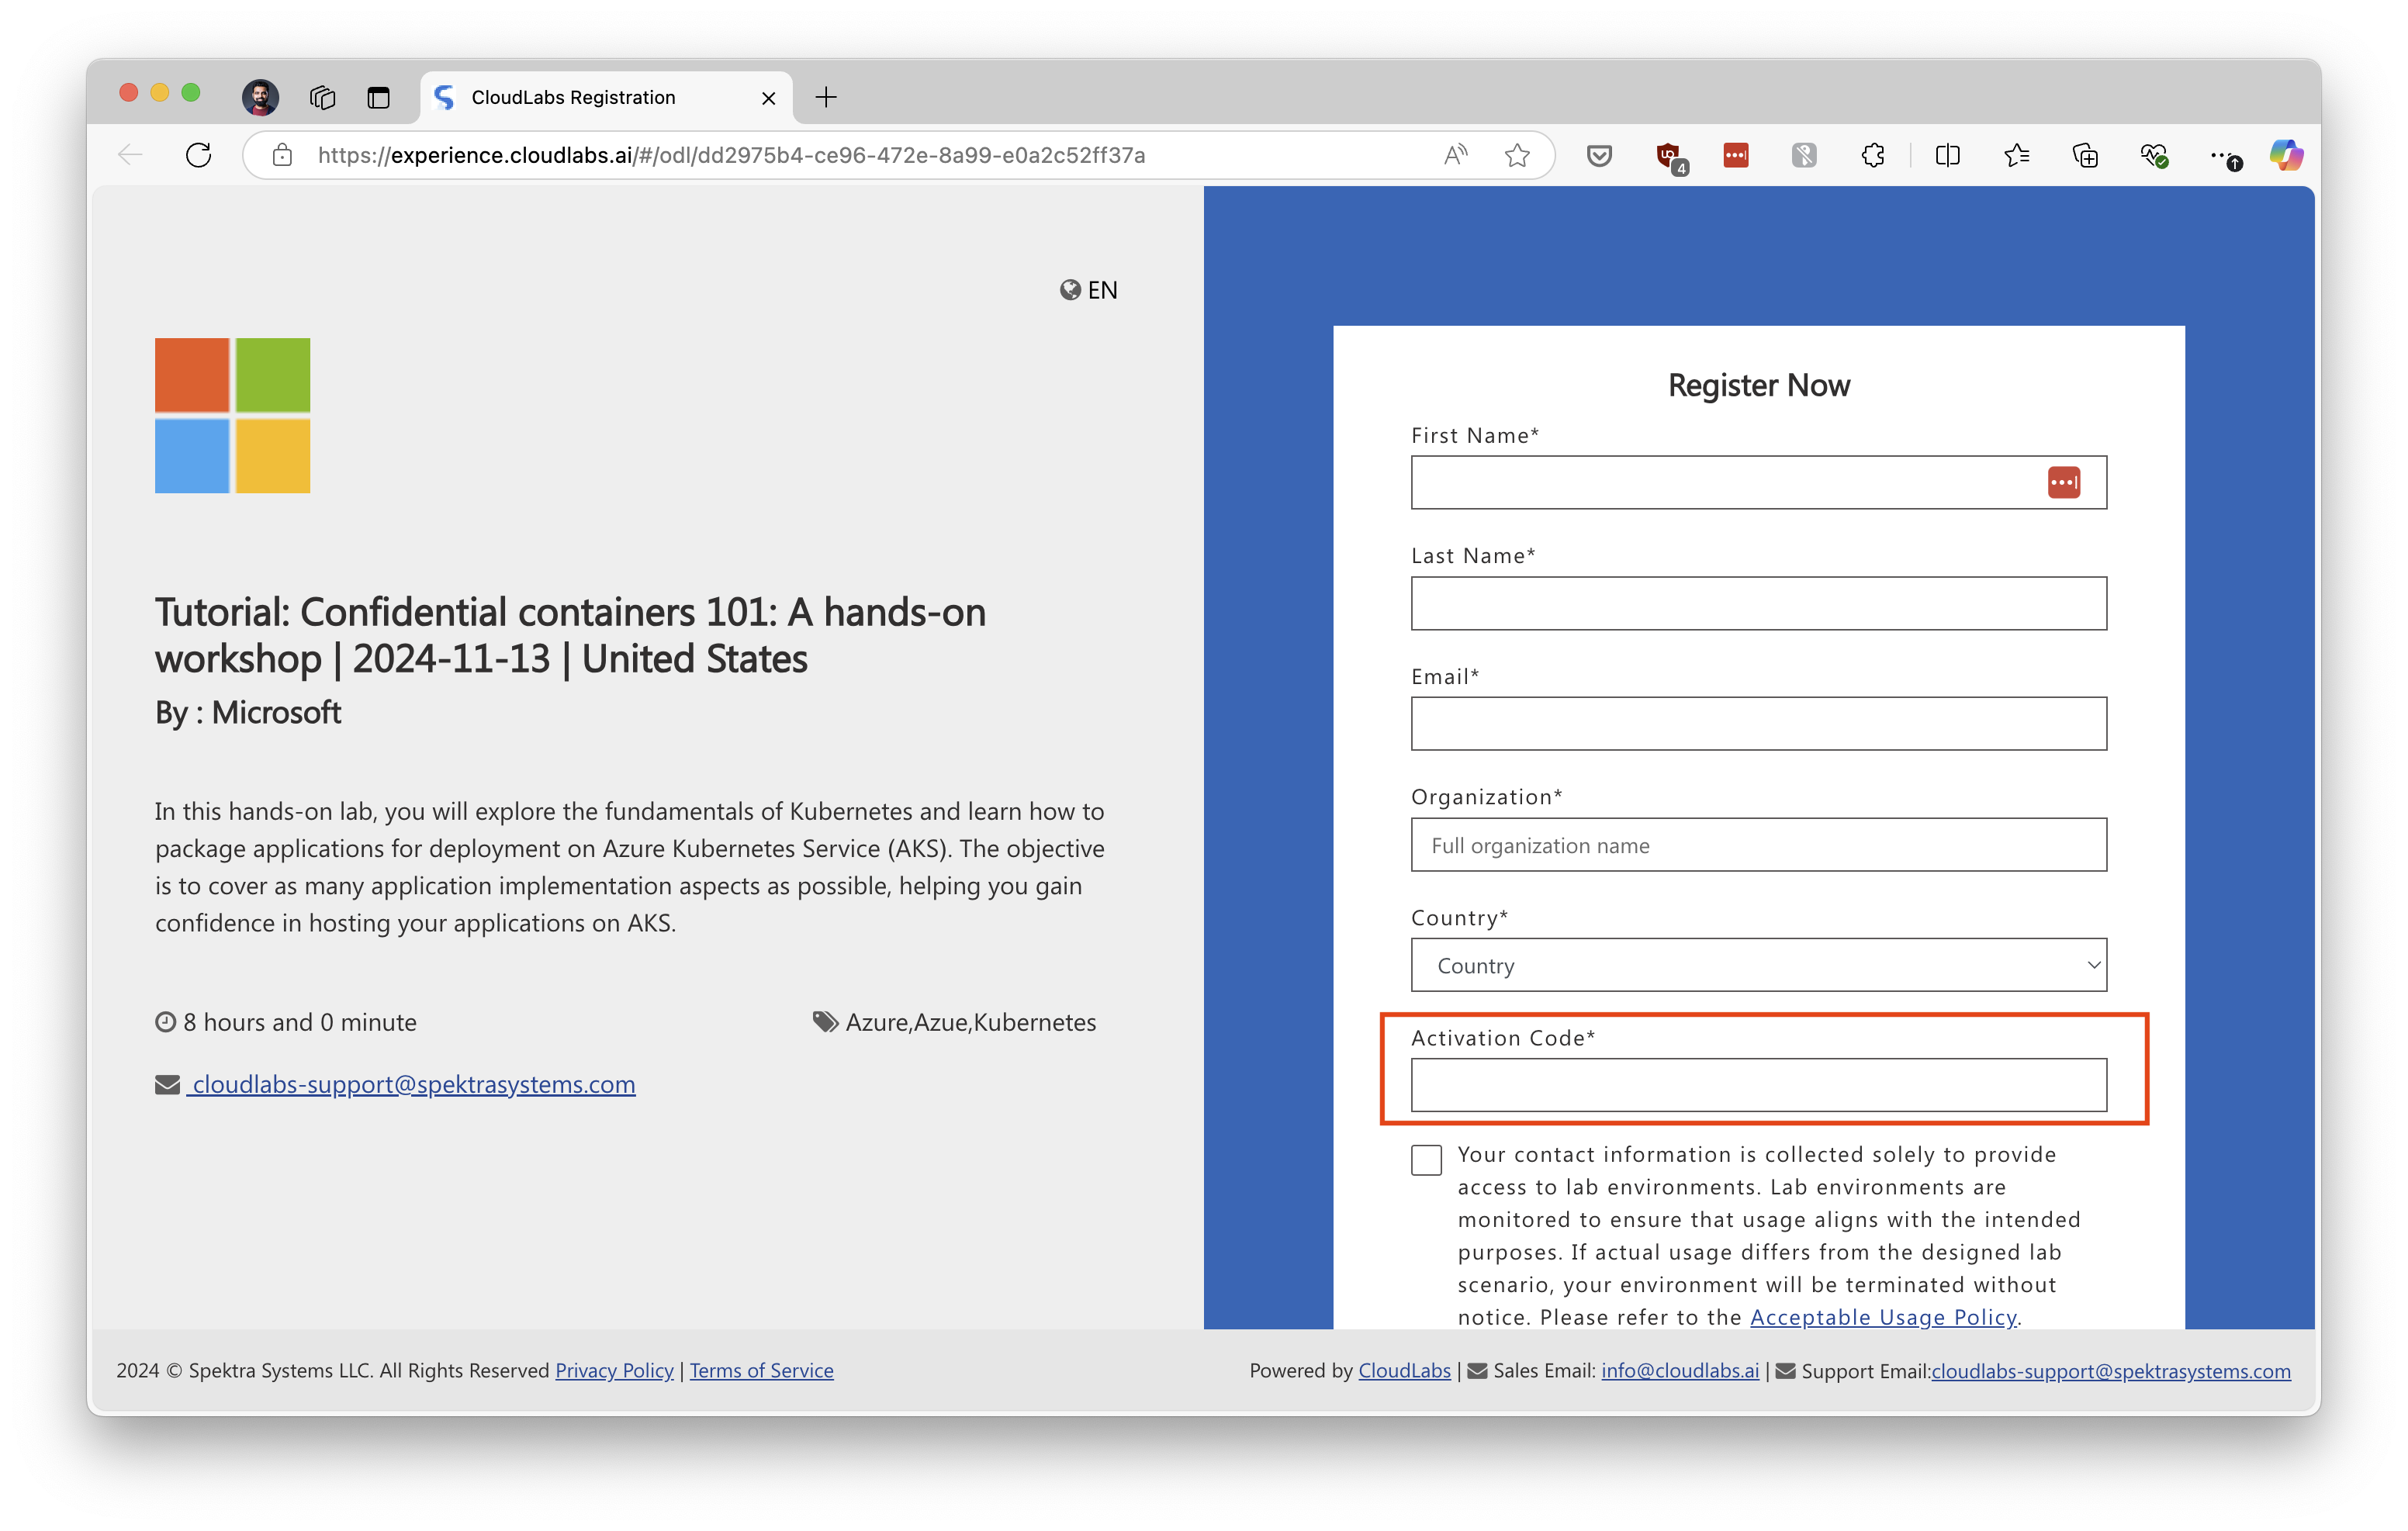 CloudLabs Registration
https://experience.cloudlabs.ai/#/odl/dd2975b4-ce96-472e-8a99-e0a2c52ff37a
4
EN
Tutorial: Confidential containers 101: A hands-on
workshop | 2024-11-13 | United States
By : Microsoft
In this hands-on lab, you will explore the fundamentals of Kubernetes and learn how to
package applications for deployment on Azure Kubernetes Service (AKS). The objective
is to cover as many application implementation aspects as possible, helping you gain
confidence in hosting your applications on AKS.
8 hours and 0 minute
Azure,Azue,Kubernetes
cloudlabs-support@spektrasystems.com
Register Now
First Name*
Last Name*
Email*
Organization*
Full organization name
Country*
Country
Activation Code*
Your contact information is collected solely to provide
access to lab environments. Lab environments are
monitored to ensure that usage aligns with the intended
purposes. If actual usage differs from the designed lab
scenario, your environment will be terminated without
notice. Please refer to the Acceptable Usage Policy.
2024 © Spektra Systems LLC. All Rights Reserved Privacy Policy | Terms of Service
Powered by CloudLabs | Sales Email: info@cloudlabs.ai | Support Email:cloudlabs-support@spektrasystems.com